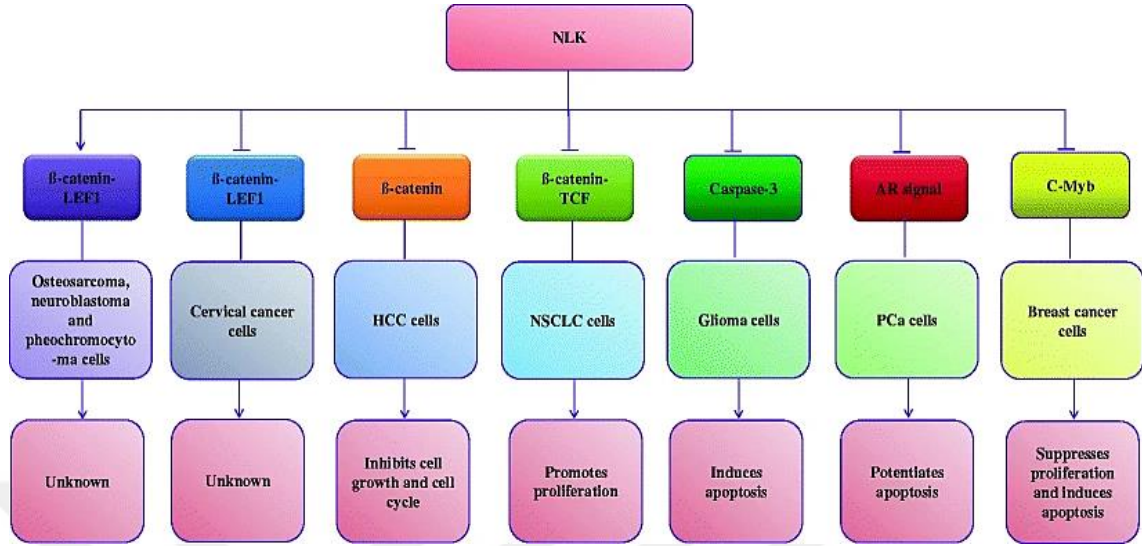 NLK
ß-catenin-
LEF1
ß-catenin-
LEF1
ß-catenin
ß-catenin-
TCF
Caspase-3
AR signal
C-Myb
Osteosarcoma,
neuroblastoma
and
pheochromocyto
-ma cells
Cervical cancer
cells
HCC cells
NSCLC cells
Glioma cells
PCa cells
Breast cancer
cells
Unknown
Unknown
Inhibits cell
growth and cell
cycle
Promotes
proliferation
Induces
apoptosis
Potentiates
apoptosis
Suppresses
proliferation
and induces
apoptosis